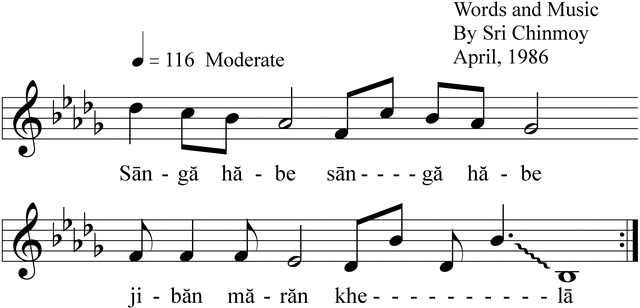 Words and Music
By Sri Chinmoy
April, 1986
♩ = 116 Moderate
Sān - gă hă - be sān - - - - gă hă - be
ji - băn mă - răn khe - - - - - - - - - lā